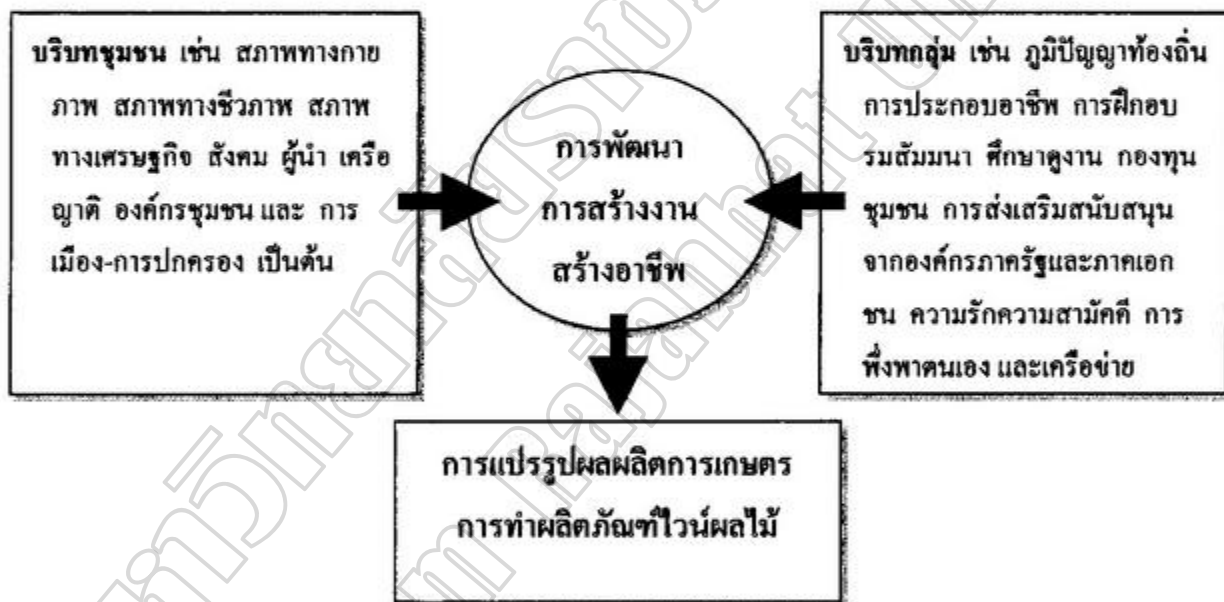 บริบทชุมชน เช่น สภาพทางกาย
ภาพ สภาพทางชีวภาพ สภาพ
ทางเศรษฐกิจ สังคม ผู้นำ เครือ
ญาติ องค์กรชุมชน และ การ
เมือง-การปกครอง เป็นต้น
การพัฒนา
การสร้างงาน
สร้างอาชีพ
บริบทกลุ่ม เช่น ภูมิปัญญาท้องถิ่น
การประกอบอาชีพ การฝึกอบ
รมสัมมนา ศึกษาดูงาน กองทุน
ชุมชน การส่งเสริมสนับสนุน
จากองค์กรภาครัฐและภาคเอก
ชน ความรักความสามัคคี การ
พึ่งพาตนเอง และเครือข่าย
การแปรรูปผลผลิตการเกษตร
การทำผลิตภัณฑ์ไวน์ผลไม้